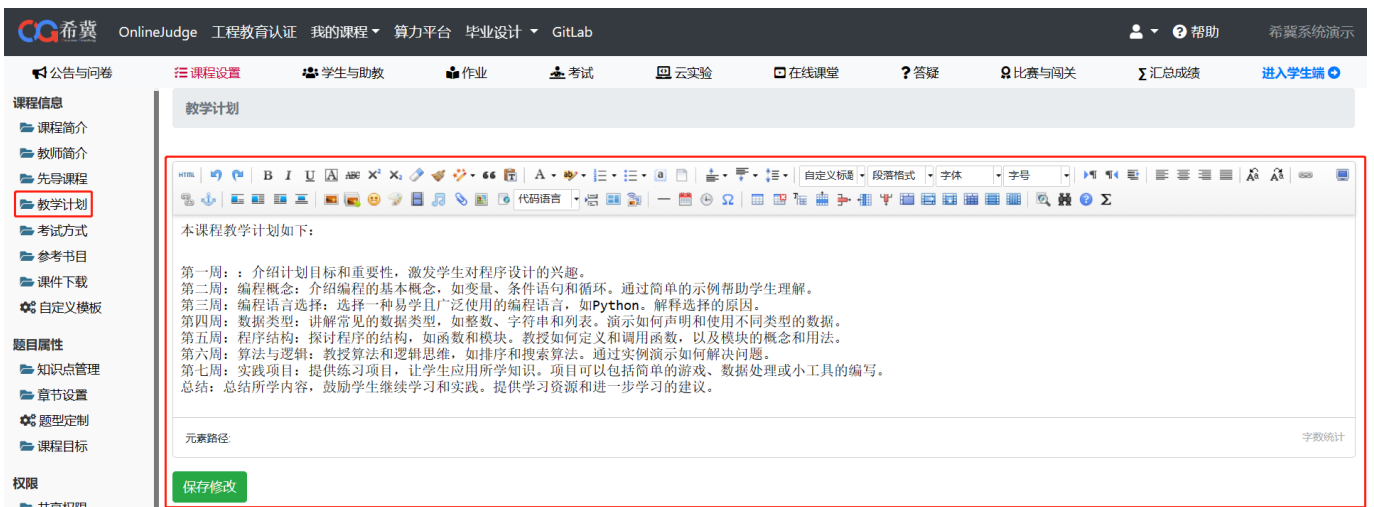 CG希冀 OnlineJudge 工程教育认证 我的课程 算力平台 毕业设计 GitLab 帮助 希冀系统演示
公告与问卷 课程设置 学生与助教 作业 考试 云实验 在线课堂 答疑 比赛与闯关 汇总成绩 进入学生端
课程信息
课程简介
教师简介
先导课程
教学计划
考试方式
参考书目
课件下载
自定义模板
题目属性
知识点管理
章节设置
题型定制
课程目标
权限
共享权限
教学计划
HTML B I U A ABC X² X₂ 66 A a 自定义标题 段落格式 字体 字号
代码语言 Ω Σ
本课程教学计划如下:
第一周:: 介绍计划目标和重要性,激发学生对程序设计的兴趣。
第二周: 编程概念: 介绍编程的基本概念,如变量、条件语句和循环。通过简单的示例帮助学生理解。
第三周: 编程语言选择: 选择一种易学且广泛使用的编程语言,如Python。解释选择的原因。
第四周: 数据类型: 讲解常见的数据类型,如整数、字符串和列表。演示如何声明和使用不同类型的数据。
第五周: 程序结构: 探讨程序的结构,如函数和模块。教授如何定义和调用函数,以及模块的概念和用法。
第六周: 算法与逻辑: 教授算法和逻辑思维,如排序和搜索算法。通过实例演示如何解决问题。
第七周: 实践项目: 提供练习项目,让学生应用所学知识。项目可以包括简单的游戏、数据处理或小工具的编写。
总结: 总结所学内容,鼓励学生继续学习和实践。提供学习资源和进一步学习的建议。
元素路径: 字数统计
保存修改